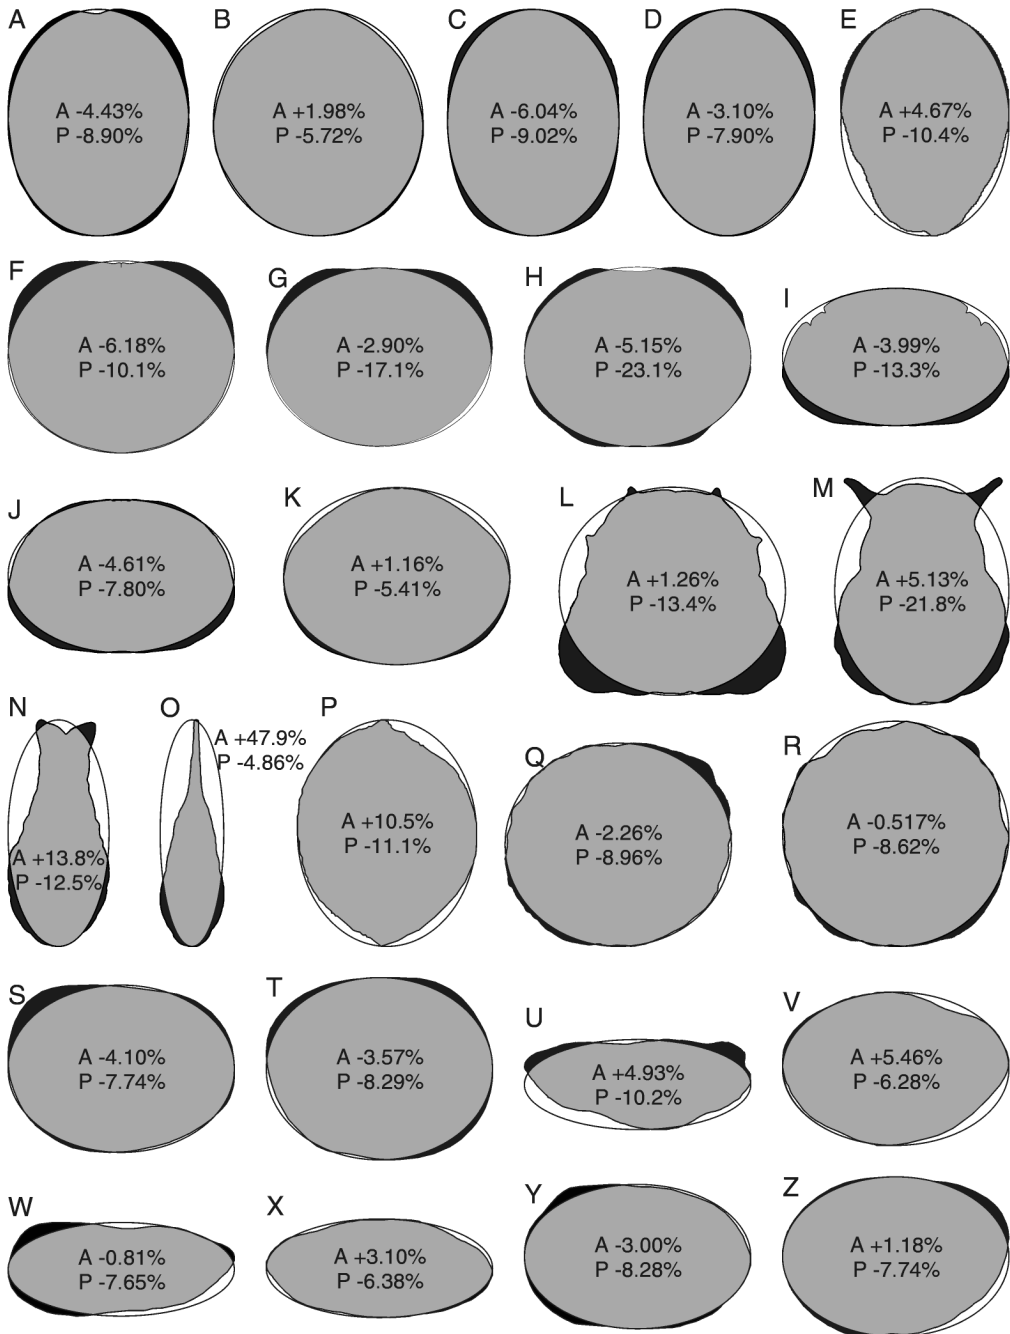 A
A -4.43%
P -8.90%
B
A +1.98%
P -5.72%
C
A -6.04%
P -9.02%
D
A -3.10%
P -7.90%
E
A +4.67%
P -10.4%
F
A -6.18%
P -10.1%
G
A -2.90%
P -17.1%
H
A -5.15%
P -23.1%
I
A -3.99%
P -13.3%
J
A -4.61%
P -7.80%
K
A +1.16%
P -5.41%
L
A +1.26%
P -13.4%
M
A +5.13%
P -21.8%
N
A +13.8%
P -12.5%
O
A +47.9%
P -4.86%
P
A +10.5%
P -11.1%
Q
A -2.26%
P -8.96%
R
A -0.517%
P -8.62%
S
A -4.10%
P -7.74%
T
A -3.57%
P -8.29%
U
A +4.93%
P -10.2%
V
A +5.46%
P -6.28%
W
A -0.81%
P -7.65%
X
A +3.10%
P -6.38%
Y
A -3.00%
P -8.28%
Z
A +1.18%
P -7.74%